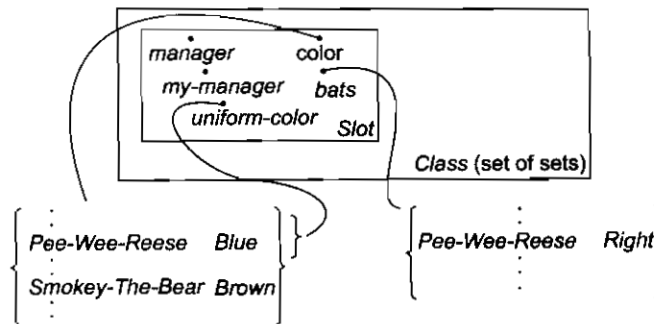 manager color
my-manager bats
uniform-color
Slot
Class (set of sets)
Pee-Wee-Reese Blue
Pee-Wee-Reese Right
Smokey-The-Bear Brown